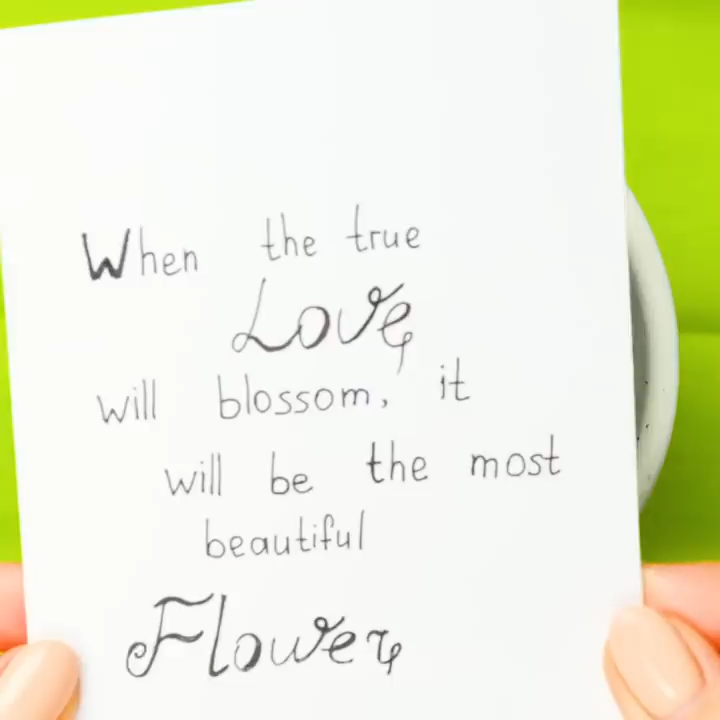 When the true
Love
will blossom, it
will be the most
beautiful
Flower